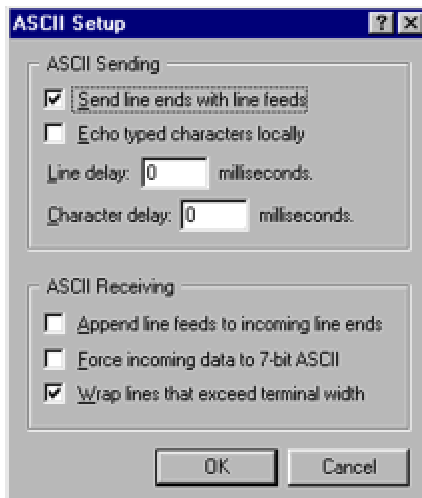 ASCII Setup
ASCII Sending
Send line ends with line feeds
Echo typed characters locally
Line delay: 0 milliseconds.
Character delay: 0 milliseconds.
ASCII Receiving
Append line feeds to incoming line ends
Force incoming data to 7-bit ASCII
Wrap lines that exceed terminal width
OK Cancel